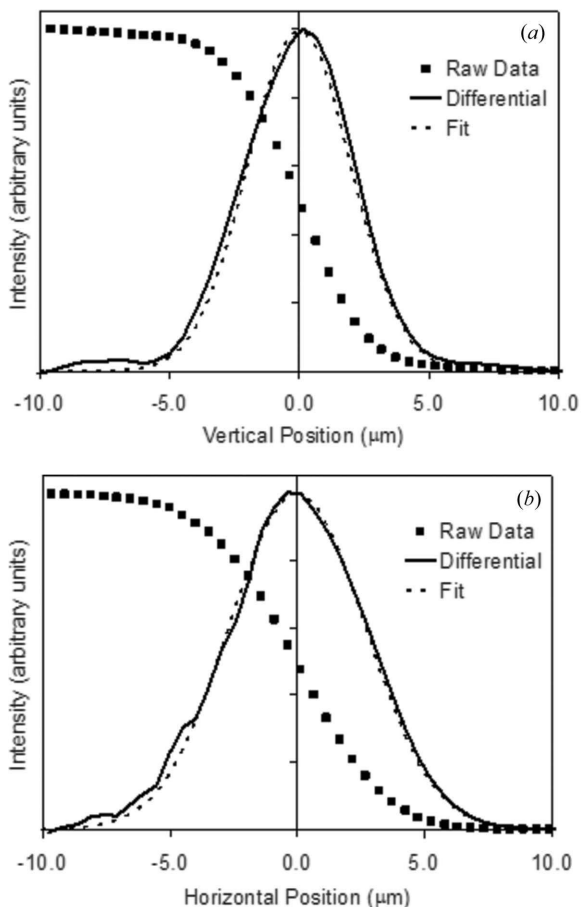 (a)
Raw Data
Differential
Fit
Intensity (arbitrary units)
-10.0 -5.0 0.0 5.0 10.0
Vertical Position (μm)
(b)
Raw Data
Differential
Fit
Intensity (arbitrary units)
-10.0 -5.0 0.0 5.0 10.0
Horizontal Position (μm)